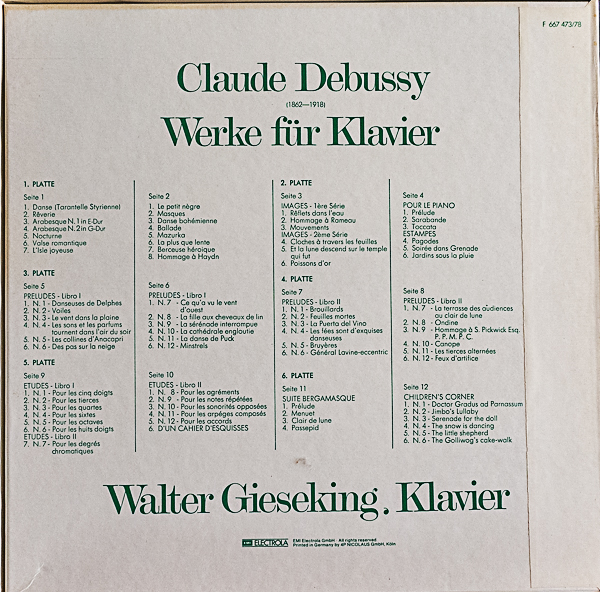 F 667 473/78
Claude Debussy
(1862—1918)
Werke für Klavier
1. PLATTE
Seite 1
1. Danse (Tarantelle Styrienne)
2. Rêverie
3. Arabesque N. 1 in E-Dur
4. Arabesque N. 2 in G-Dur
5. Nocturne
6. Valse romantique
7. L'Isle joyeuse
Seite 2
1. Le petit nègre
2. Masques
3. Danse bohémienne
4. Ballade
5. Mazurka
6. La plus que lente
7. Berceuse héroïque
8. Hommage à Haydn
2. PLATTE
Seite 3
IMAGES - 1ère Série
1. Réflets dans l'eau
2. Hommage à Rameau
3. Mouvements
IMAGES - 2ème Série
4. Cloches à travers les feuilles
5. Et la lune descend sur le temple
qui fut
6. Poissons d'or
Seite 4
POUR LE PIANO
1. Prélude
2. Sarabande
3. Toccata
ESTAMPES
4. Pagodes
5. Soirée dans Grenade
6. Jardins sous la pluie
3. PLATTE
Seite 5
PRELUDES - Libro I
1. N. 1 - Danseuses de Delphes
2. N. 2 - Voiles
3. N. 3 - Le vent dans la plaine
4. N. 4 - Les sons et les parfums
tournent dans l'air du soir
5. N. 5 - Les collines d'Anacapri
6. N. 6 - Des pas sur la neige
Seite 6
PRELUDES - Libro I
1. N. 7 - Ce qu'a vu le vent
d'ouest
2. N. 8 - La fille aux cheveux de lin
3. N. 9 - La sérénade interrompue
4. N. 10 - La cathédrale engloutie
5. N. 11 - La danse de Puck
6. N. 12 - Minstrels
4. PLATTE
Seite 7
PRELUDES - Libro II
1. N. 1 - Brouillards
2. N. 2 - Feuilles mortes
3. N. 3 - La Puerta del Vino
4. N. 4 - Les fées sont d'exquises
danseuses
5. N. 5 - Bruyères
6. N. 6 - Général Lavine-eccentric
Seite 8
PRELUDES - Libro II
1. N. 7 - La terrasse des audiences
au clair de lune
2. N. 8 - Ondine
3. N. 9 - Hommage à S. Pickwick Esq.
P. P. M. P. C.
4. N. 10 - Canope
5. N. 11 - Les tierces alternées
6. N. 12 - Feux d'artifice
5. PLATTE
Seite 9
ETUDES - Libro I
1. N. 1 - Pour les cinq doigts
2. N. 2 - Pour les tierces
3. N. 3 - Pour les quartes
4. N. 4 - Pour les sixtes
5. N. 5 - Pour les octaves
6. N. 6 - Pour les huits doigts
ETUDES - Libro II
7. N. 7 - Pour les degrés
chromatiques
Seite 10
ETUDES - Libro II
1. N. 8 - Pour les agréments
2. N. 9 - Pour les notes répétées
3. N. 10 - Pour les sonorités opposées
4. N. 11 - Pour les arpéges composés
5. N. 12 - Pour les accords
6. D'UN CAHIER D'ESQUISSES
6. PLATTE
Seite 11
SUITE BERGAMASQUE
1. Prélude
2. Menuet
3. Clair de lune
4. Passepid
Seite 12
CHILDREN'S CORNER
1. N. 1 - Doctor Gradus ad Parnassum
2. N. 2 - Jimbo's Lullaby
3. N. 3 - Serenade for the doll
4. N. 4 - The snow is dancing
5. N. 5 - The little shepherd
6. N. 6 - The Golliwog's cake-walk
Walter Gieseking, Klavier
EMI ELECTROLA
EMI Electrola GmbH · All rights reserved
Printed in Germany by 4P NICOLAUS GmbH, Köln